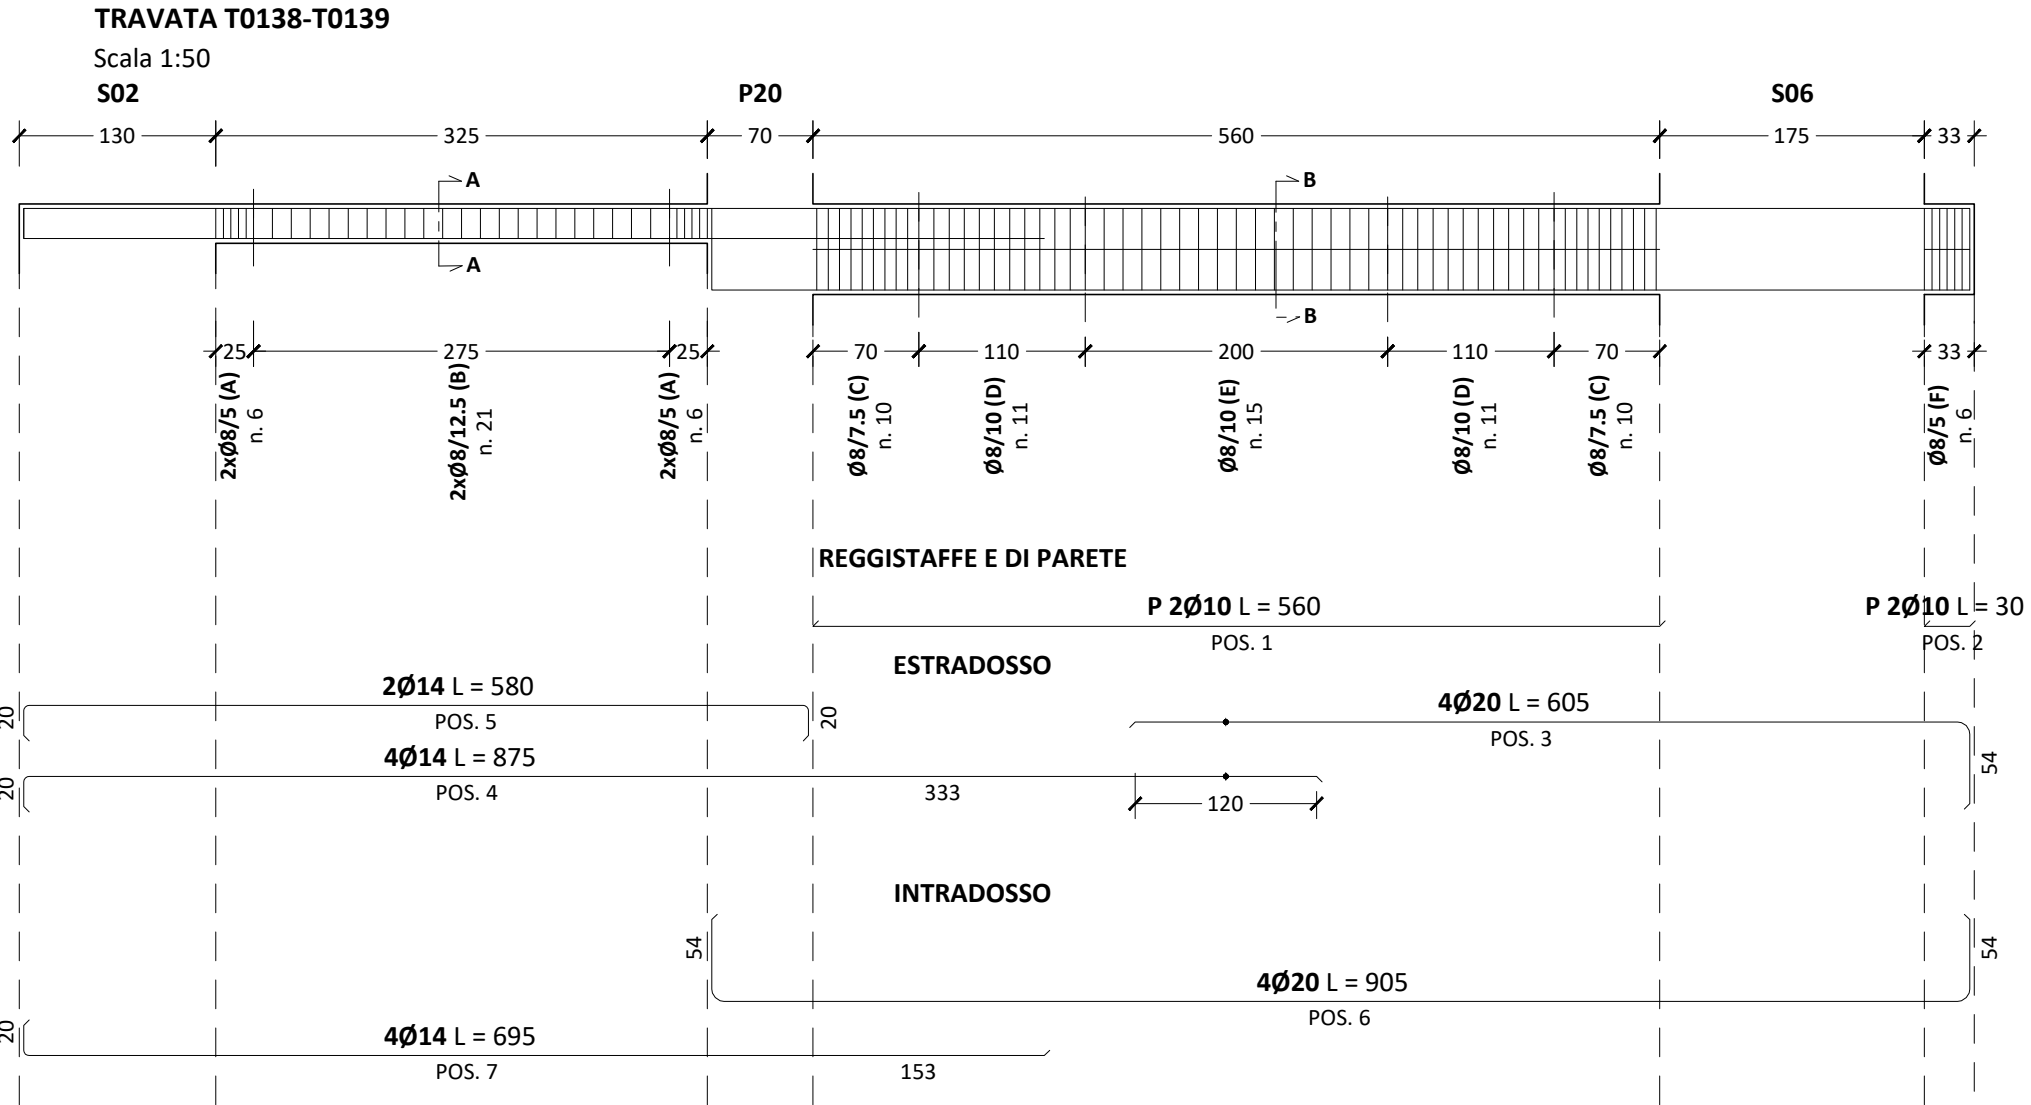 TRAVATA T0138-T0139
Scala 1:50
S02
P20
S06
130
325
70
560
175
33
A
B
A
B
25
275
25
70
110
200
110
70
33
2xØ8/5 (A)
n. 6
2xØ8/12.5 (B)
n. 21
2xØ8/5 (A)
n. 6
Ø8/7.5 (C)
n. 10
Ø8/10 (D)
n. 11
Ø8/10 (E)
n. 15
Ø8/10 (D)
n. 11
Ø8/7.5 (C)
n. 10
Ø8/5 (F)
n. 6
REGGISTAFFE E DI PARETE
P 2Ø10 L = 560
POS. 1
P 2Ø10 L = 30
POS. 2
ESTRADOSSO
2Ø14 L = 580
20
POS. 5
20
4Ø20 L = 605
POS. 3
54
4Ø14 L = 875
20
POS. 4
333
120
INTRADOSSO
54
54
4Ø20 L = 905
POS. 6
4Ø14 L = 695
20
POS. 7
153